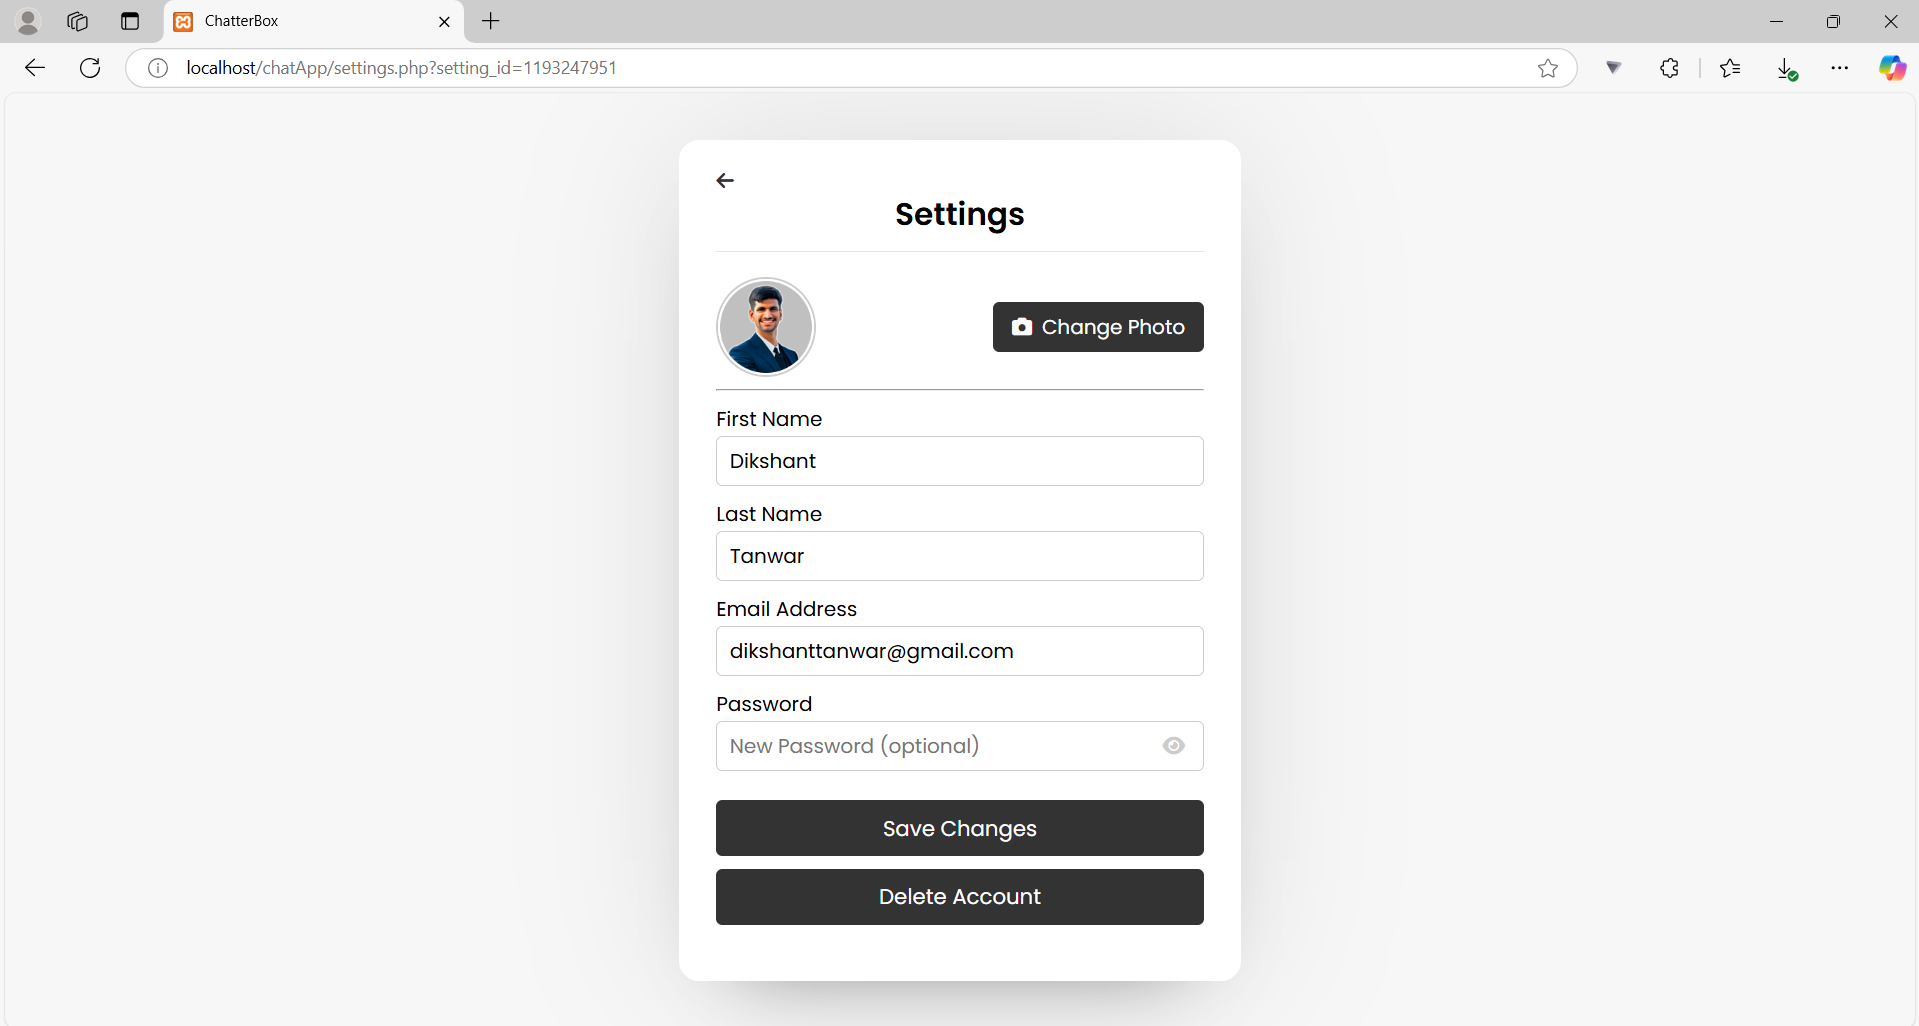 ChatterBox
localhost/chatApp/settings.php?setting_id=1193247951
Settings
Change Photo
First Name
Dikshant
Last Name
Tanwar
Email Address
dikshanttanwar@gmail.com
Password
New Password (optional)
Save Changes
Delete Account